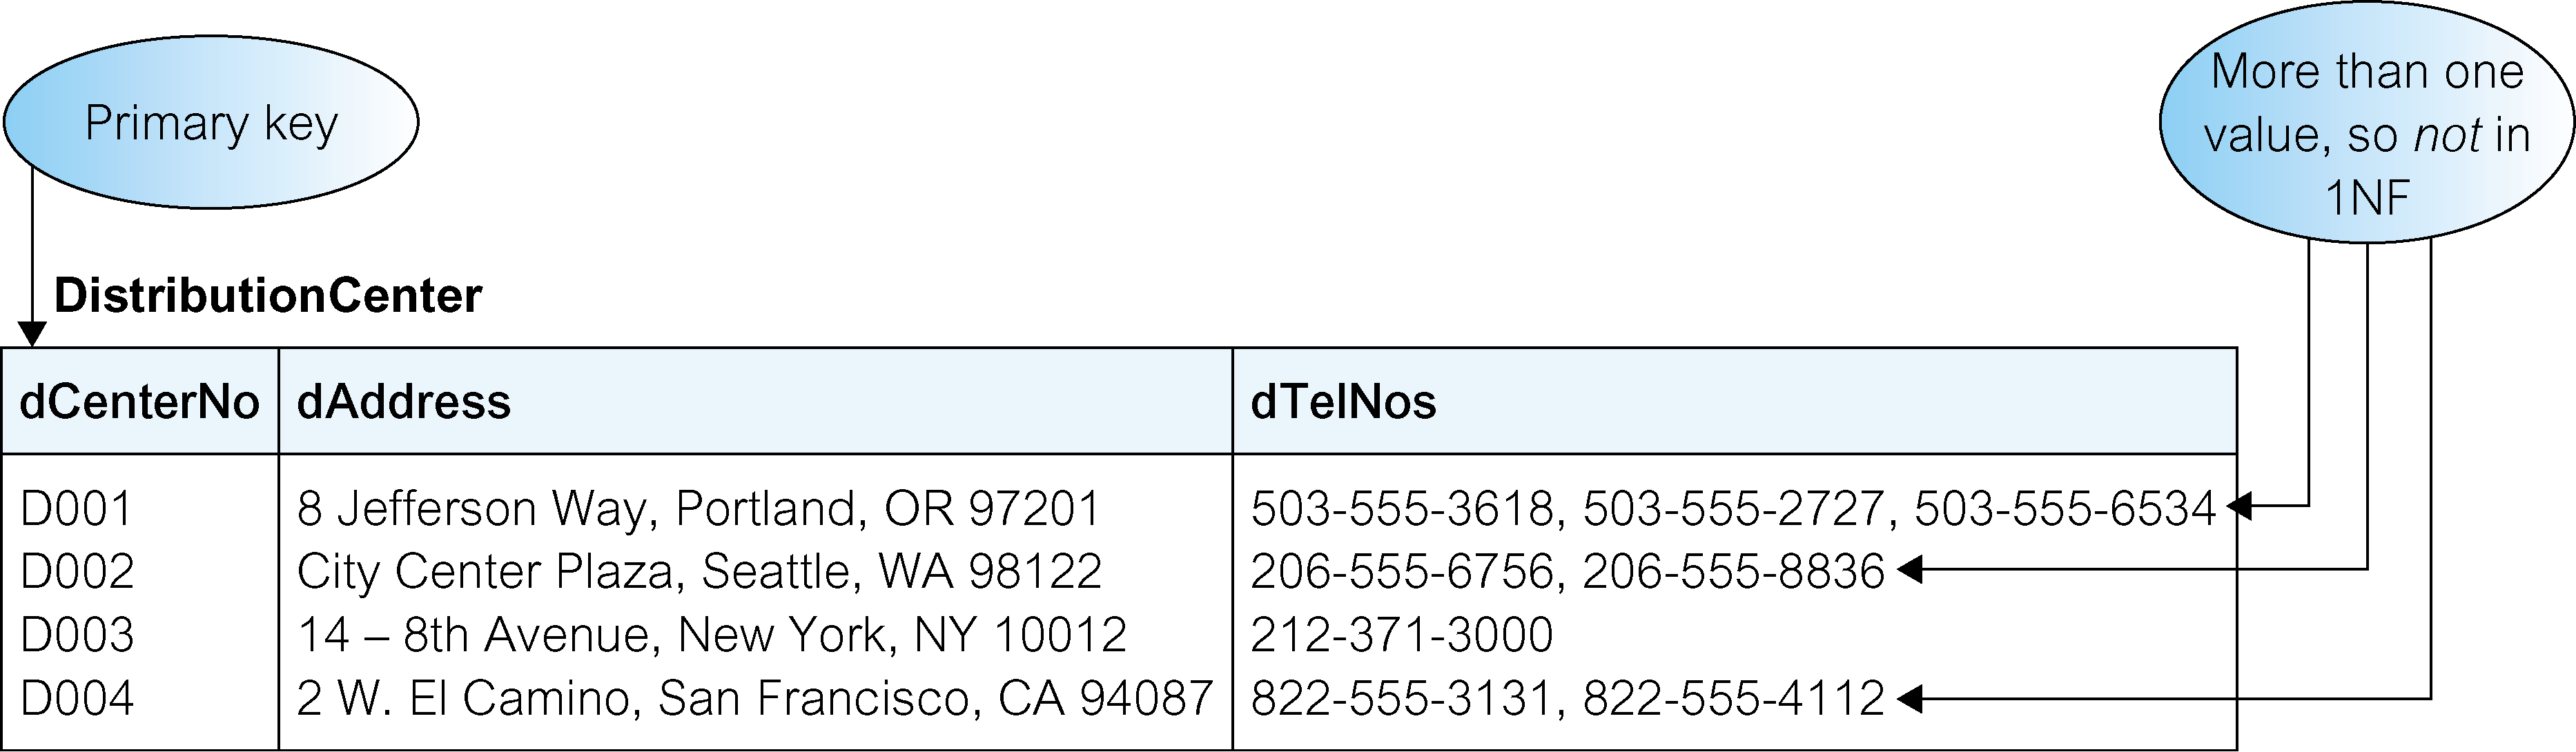 Primary key
More than one
value, so not in
1NF
DistributionCenter
dCenterNo dAddress dTelNos
D001 8 Jefferson Way, Portland, OR 97201 503-555-3618, 503-555-2727, 503-555-6534
D002 City Center Plaza, Seattle, WA 98122 206-555-6756, 206-555-8836
D003 14 – 8th Avenue, New York, NY 10012 212-371-3000
D004 2 W. El Camino, San Francisco, CA 94087 822-555-3131, 822-555-4112